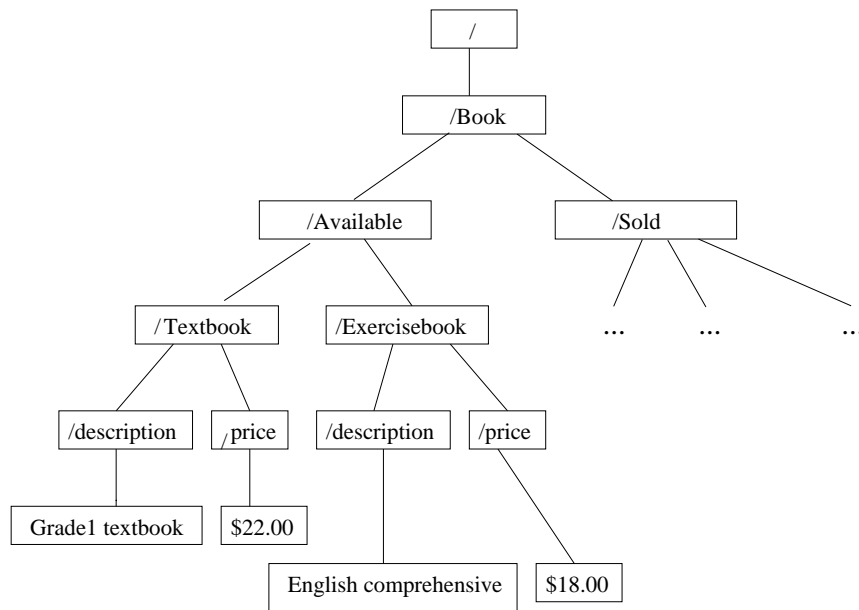 /
/Book
/Available
/Sold
/Textbook
/Exercisebook
...
...
...
/description
/price
/description
/price
Grade1 textbook
$22.00
English comprehensive
$18.00